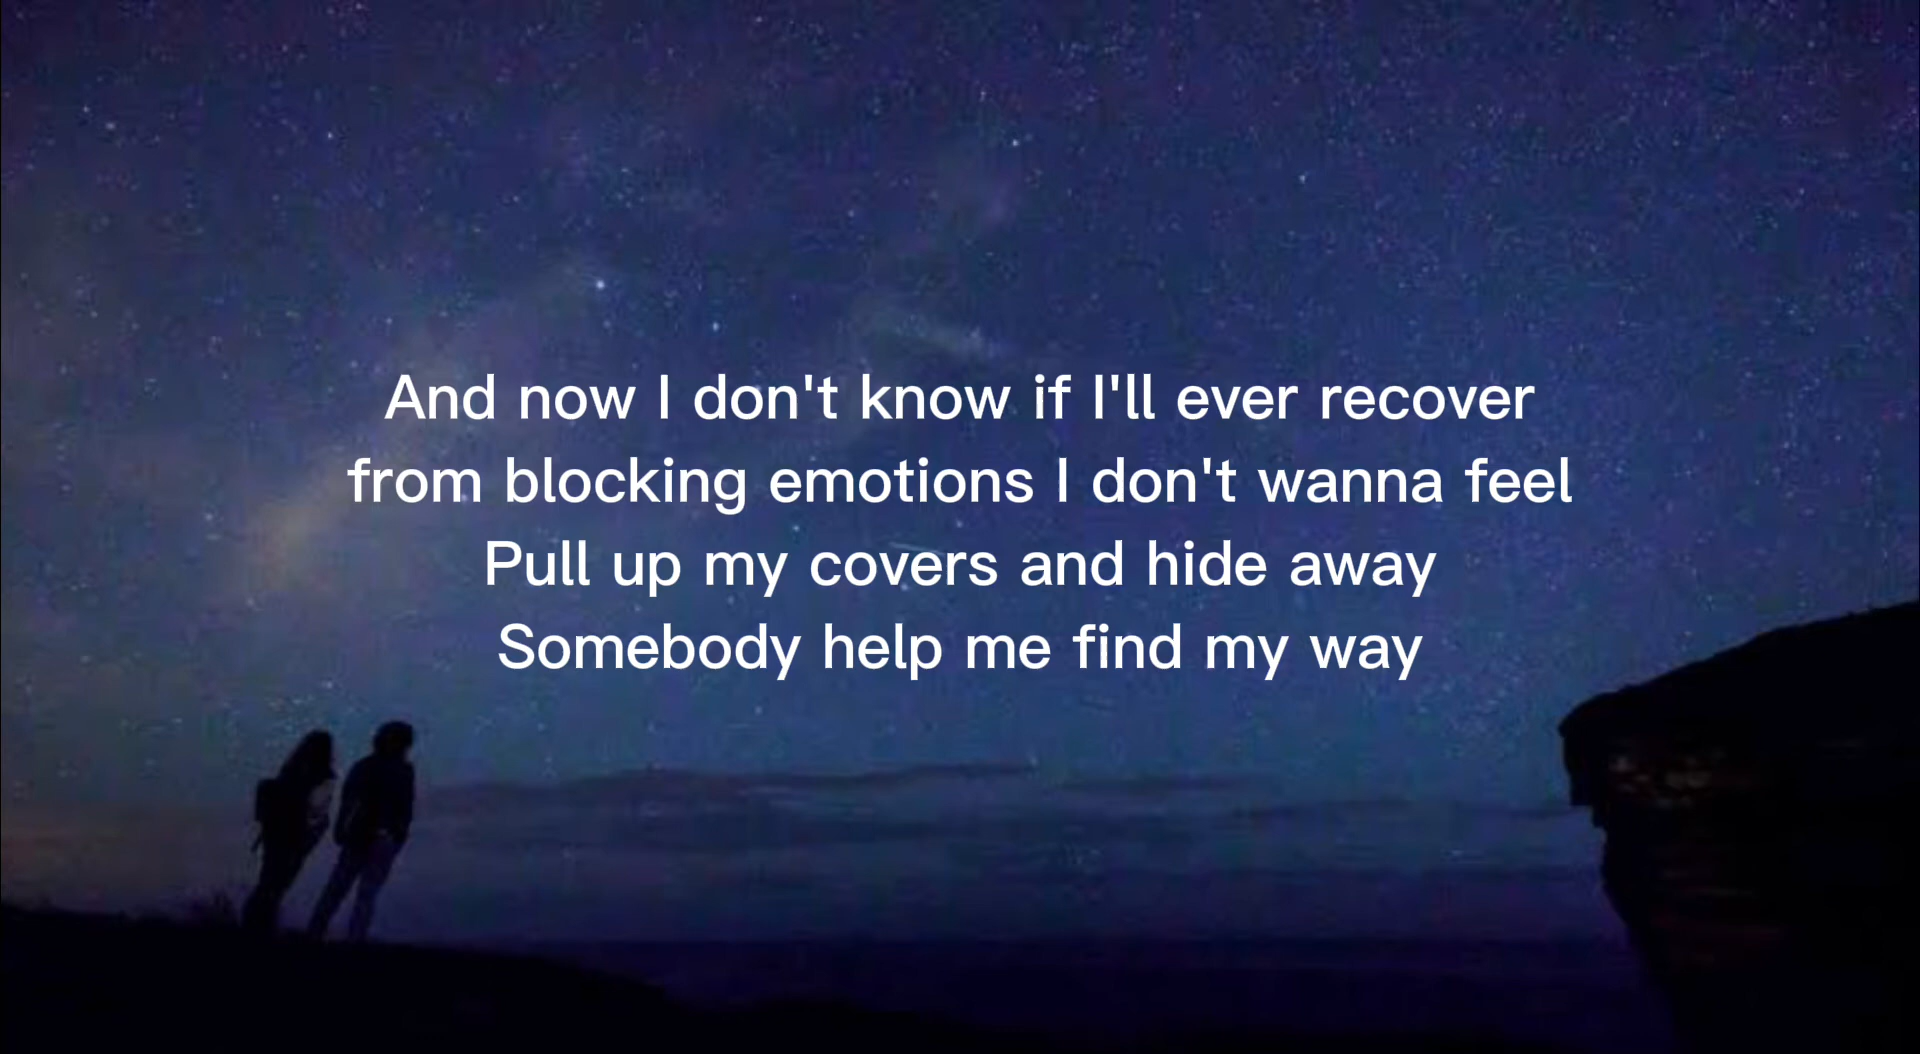 And now I don't know if I'll ever recover
from blocking emotions I don't wanna feel
Pull up my covers and hide away
Somebody help me find my way